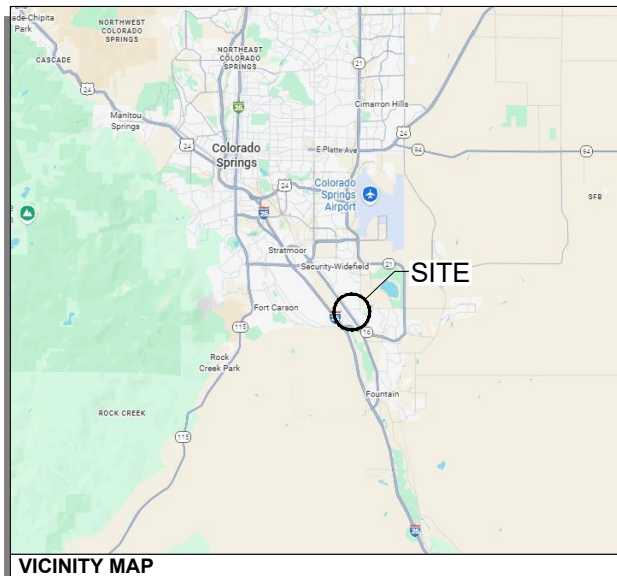 ade-Chipita
Park
NORTHWEST
COLORADO
SPRINGS
CASCADE
24
NORTHEAST
COLORADO
SPRINGS
21
24
25
Manitou
Springs
Cimarron Hills
24
24
Colorado
Springs
E Platte Ave
94
94
24
Colorado
Springs
Airport
SFB
25
Stratmoor
Security-Widefield
21
SITE
Fort Carson
115
16
Rock
Creek Park
Fountain
ROCK CREEK
115
25
VICINITY MAP